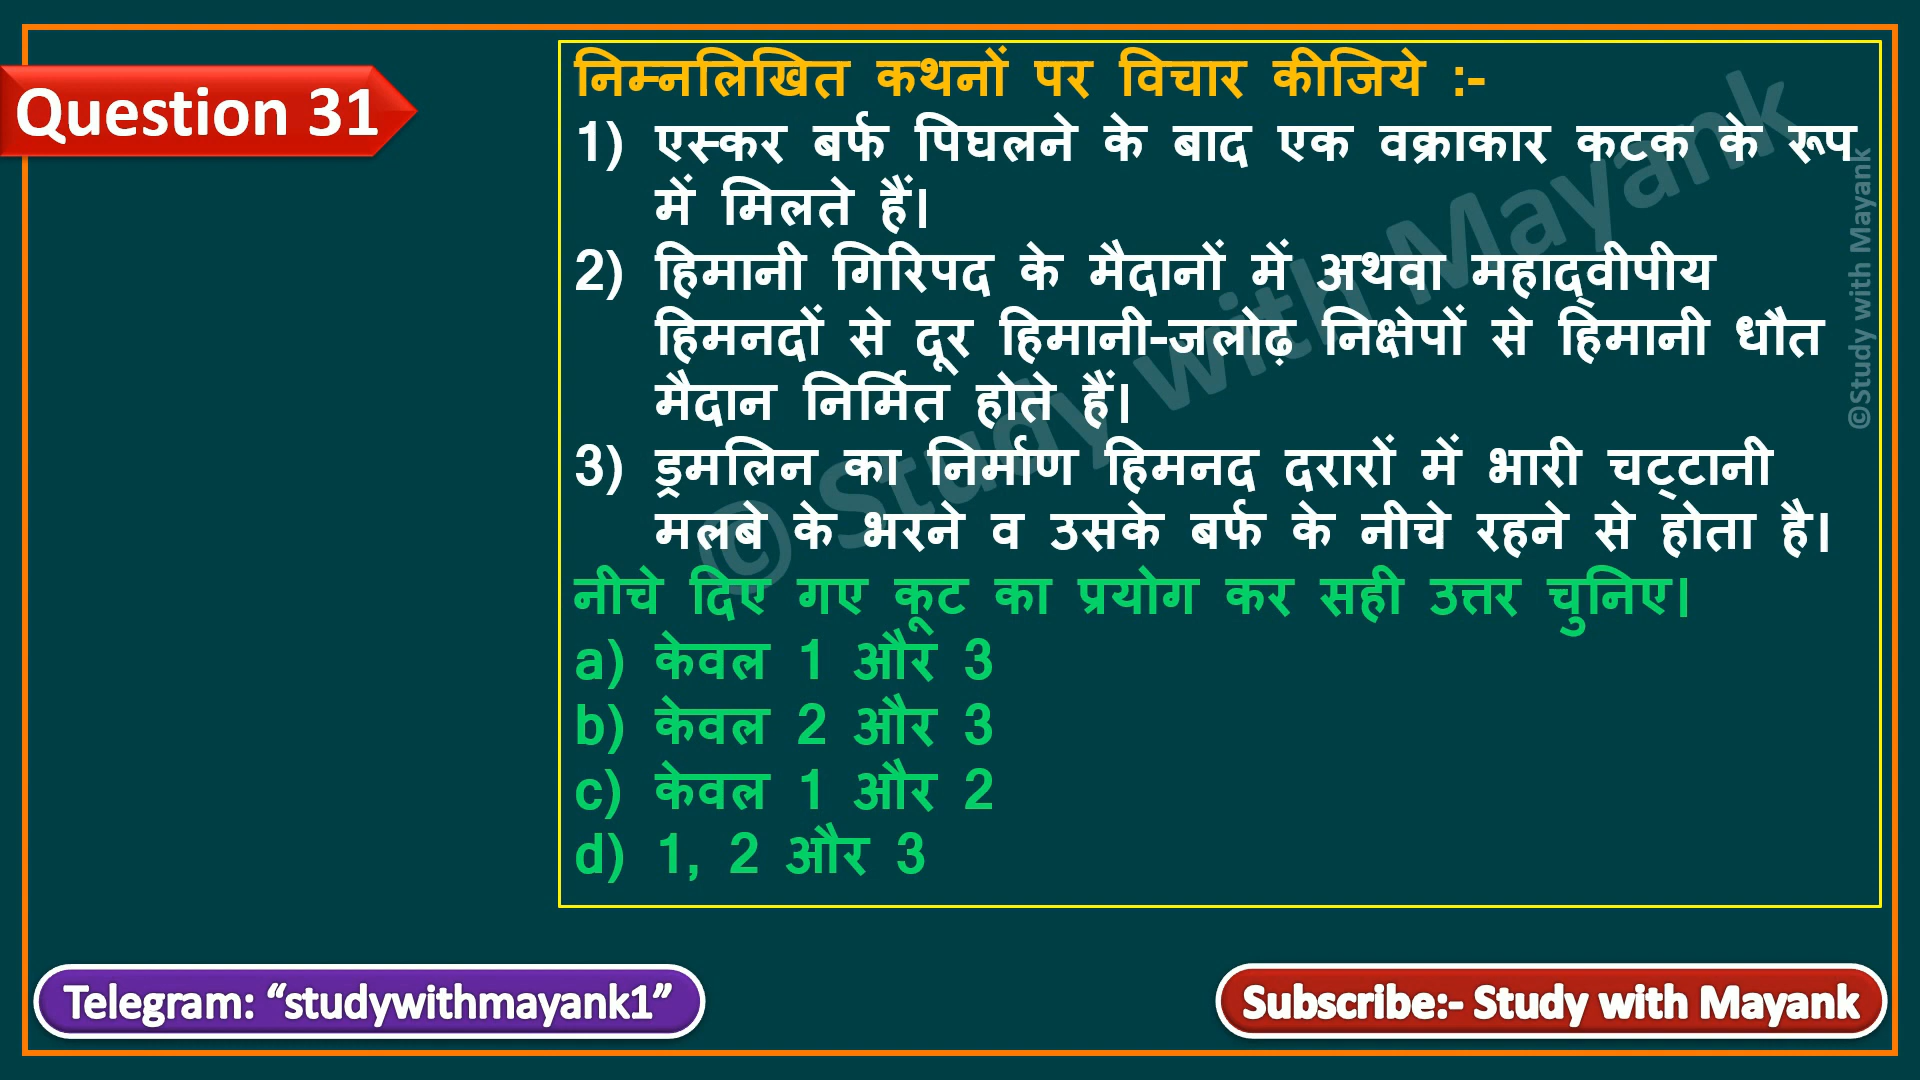 Question 31
निम्नलिखित कथनों पर विचार कीजिये :-
1) एस्कर बर्फ पिघलने के बाद एक वक्राकार कटक के रूप
में मिलते हैं।
2) हिमानी गिरिपद के मैदानों में अथवा महाद्वीपीय
हिमनदों से दूर हिमानी-जलोढ़ निक्षेपों से हिमानी धौत
मैदान निर्मित होते हैं।
3) ड्रमलिन का निर्माण हिमनद दरारों में भारी चट्टानी
मलबे के भरने व उसके बर्फ के नीचे रहने से होता है।
नीचे दिए गए कूट का प्रयोग कर सही उत्तर चुनिए।
a) केवल 1 और 3
b) केवल 2 और 3
c) केवल 1 और 2
d) 1, 2 और 3
© Study with Mayank
©Study with Mayank
Telegram: “studywithmayank1”
Subscribe:- Study with Mayank